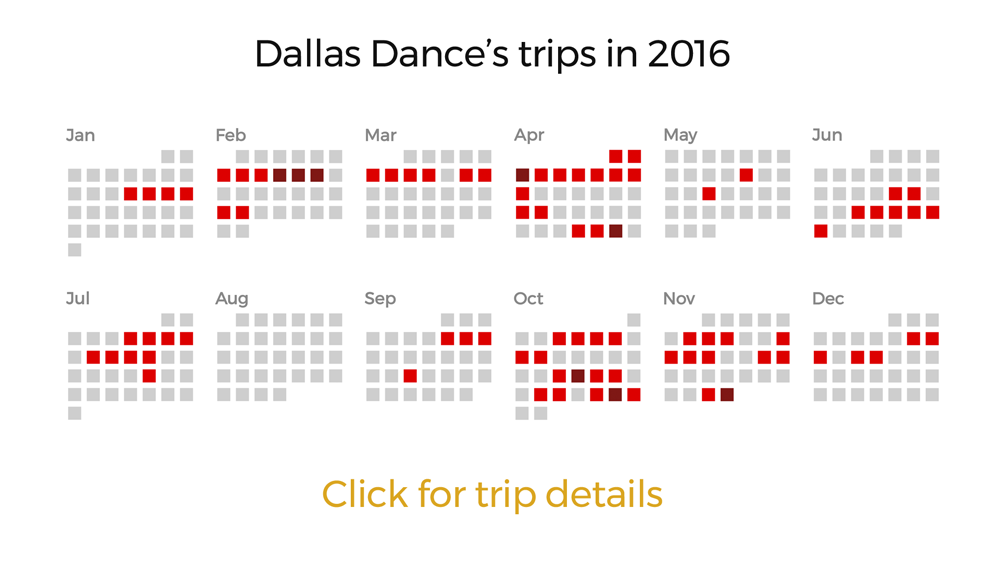 Dallas Dance’s trips in 2016
Jan Feb Mar Apr May Jun
Jul Aug Sep Oct Nov Dec
Click for trip details